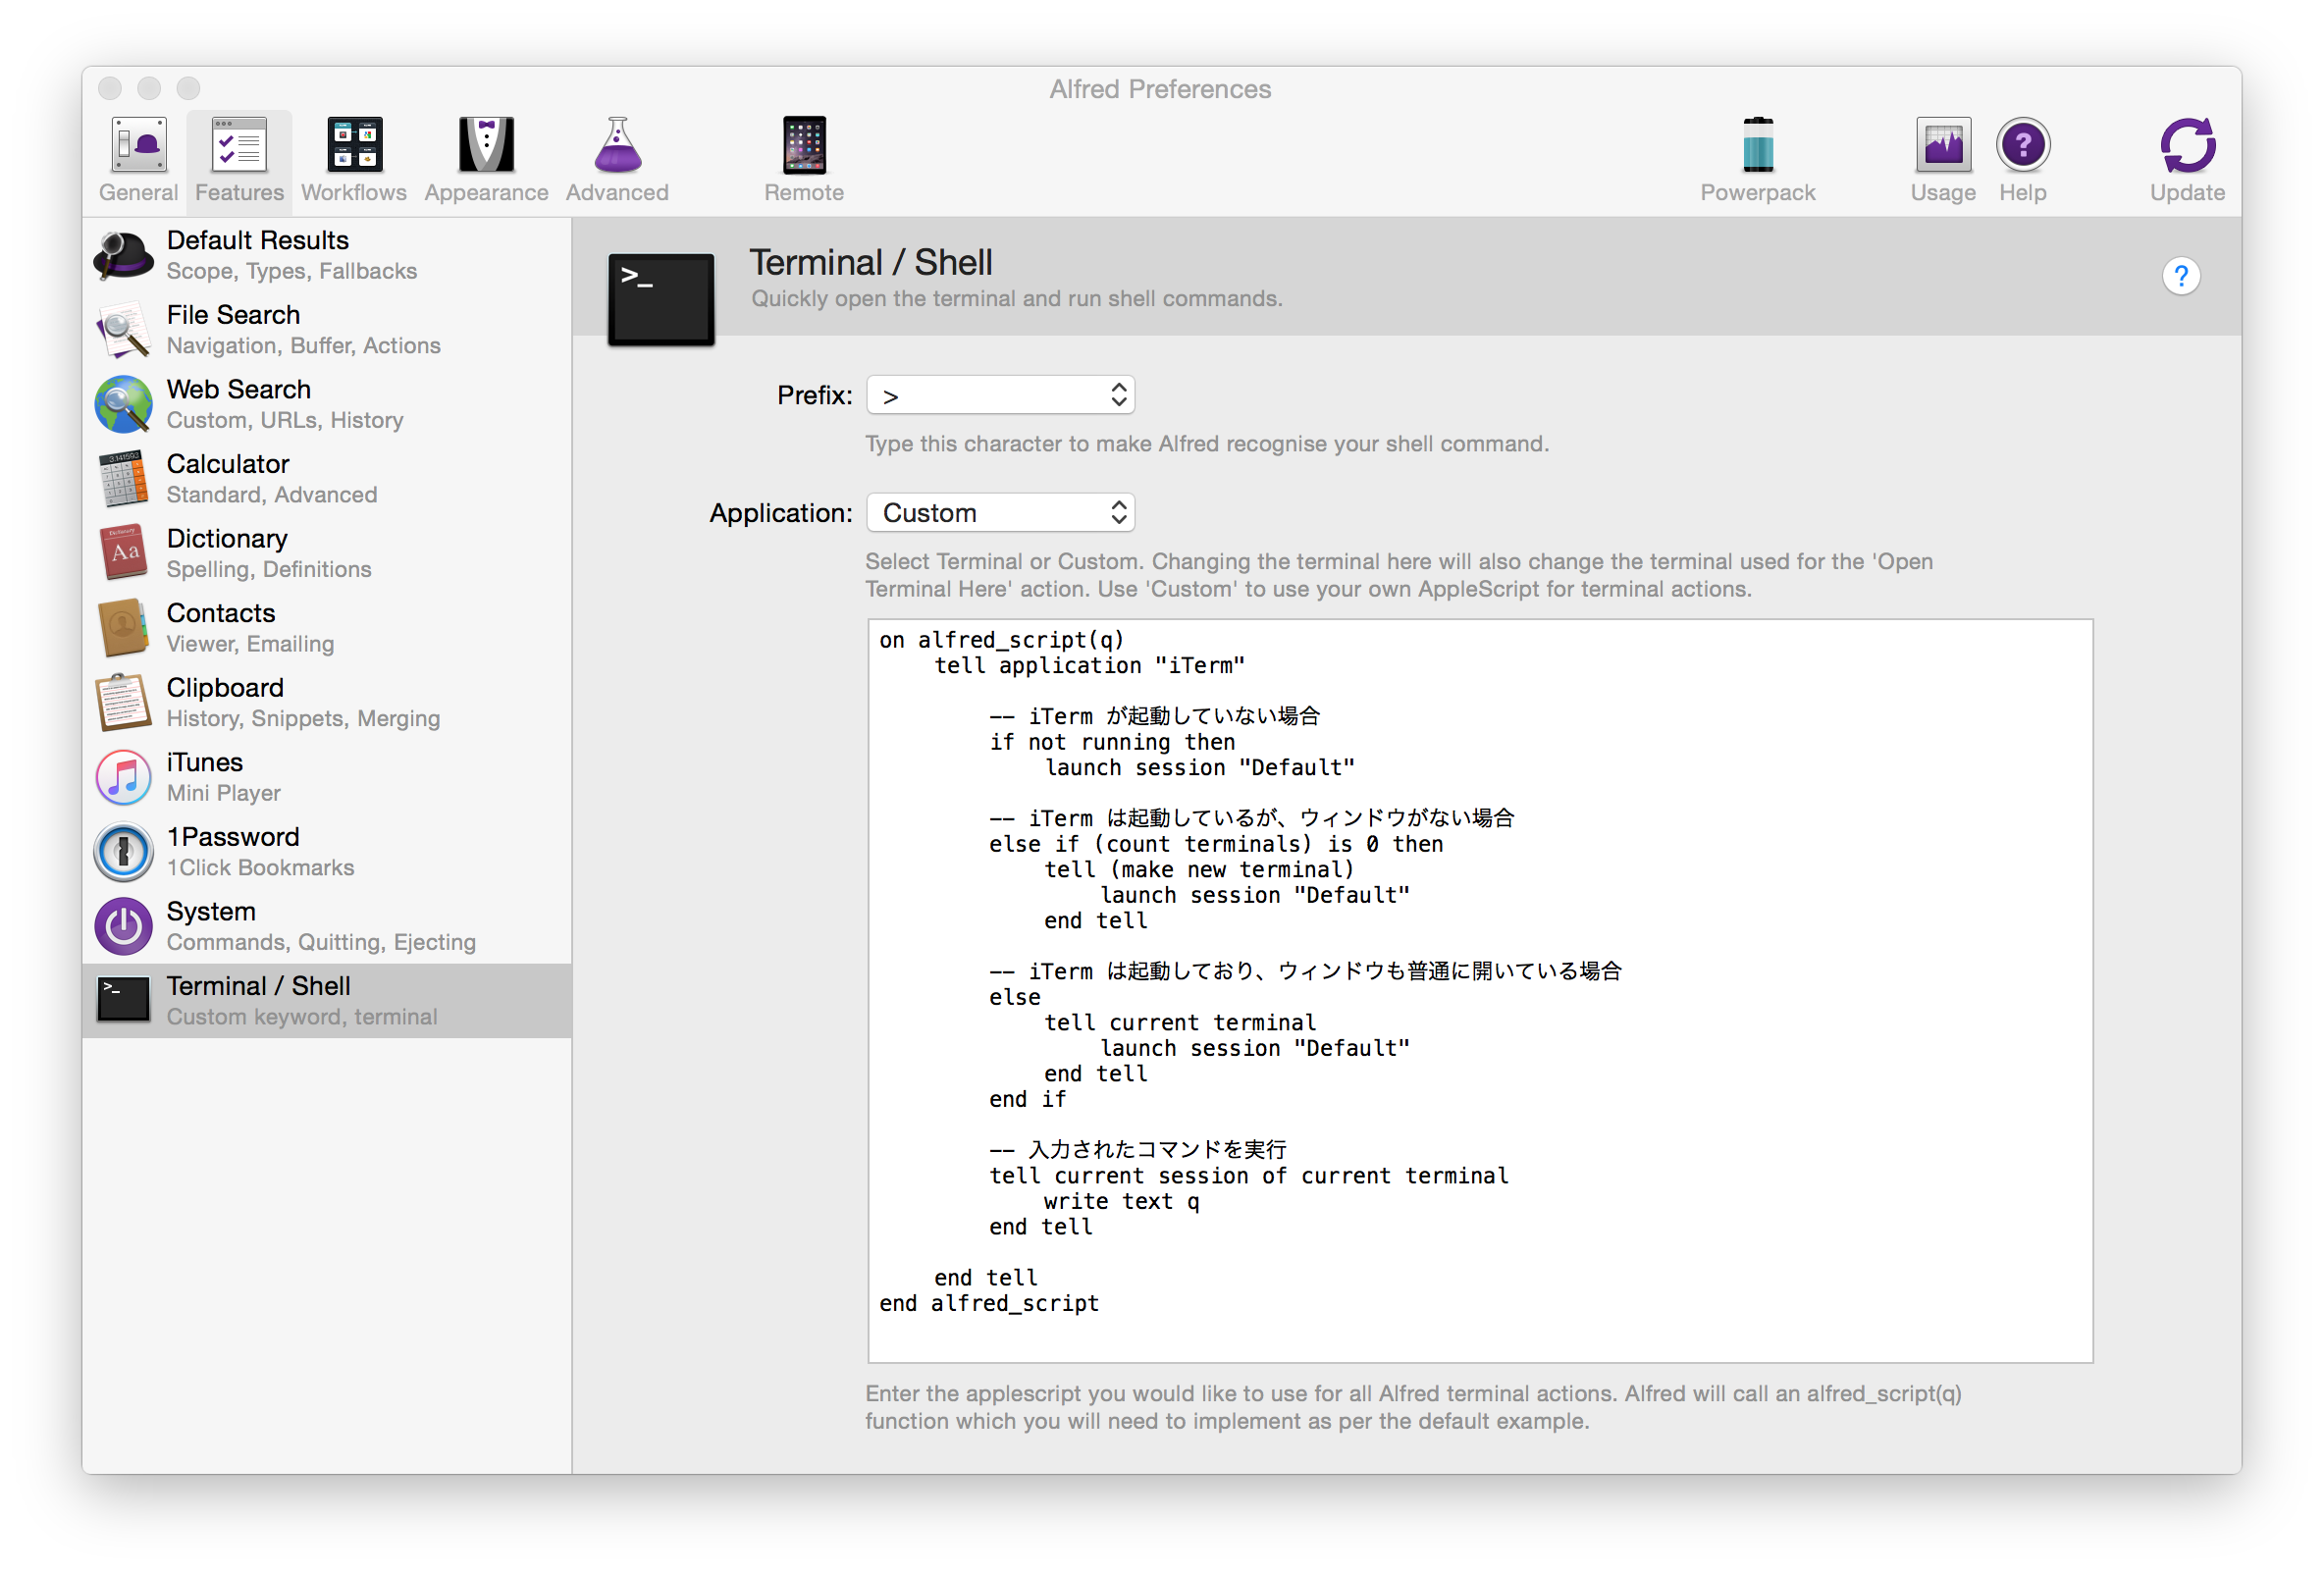 Alfred Preferences
General Features Workflows Appearance Advanced Remote Powerpack Usage Help Update
Default Results
Scope, Types, Fallbacks
File Search
Navigation, Buffer, Actions
Web Search
Custom, URLs, History
Calculator
Standard, Advanced
Dictionary
Spelling, Definitions
Contacts
Viewer, Emailing
Clipboard
History, Snippets, Merging
iTunes
Mini Player
1Password
1Click Bookmarks
System
Commands, Quitting, Ejecting
Terminal / Shell
Custom keyword, terminal
Terminal / Shell
Quickly open the terminal and run shell commands.
?
Prefix: >
Type this character to make Alfred recognise your shell command.
Application: Custom
Select Terminal or Custom. Changing the terminal here will also change the terminal used for the 'Open
Terminal Here' action. Use 'Custom' to use your own AppleScript for terminal actions.
on alfred_script(q)
tell application "iTerm"
-- iTerm が起動していない場合
if not running then
launch session "Default"
-- iTerm は起動しているが、ウィンドウがない場合
else if (count terminals) is 0 then
tell (make new terminal)
launch session "Default"
end tell
-- iTerm は起動しており、ウィンドウも普通に開いている場合
else
tell current terminal
launch session "Default"
end tell
end if
-- 入力されたコマンドを実行
tell current session of current terminal
write text q
end tell
end tell
end alfred_script
Enter the applescript you would like to use for all Alfred terminal actions. Alfred will call an alfred_script(q)
function which you will need to implement as per the default example.